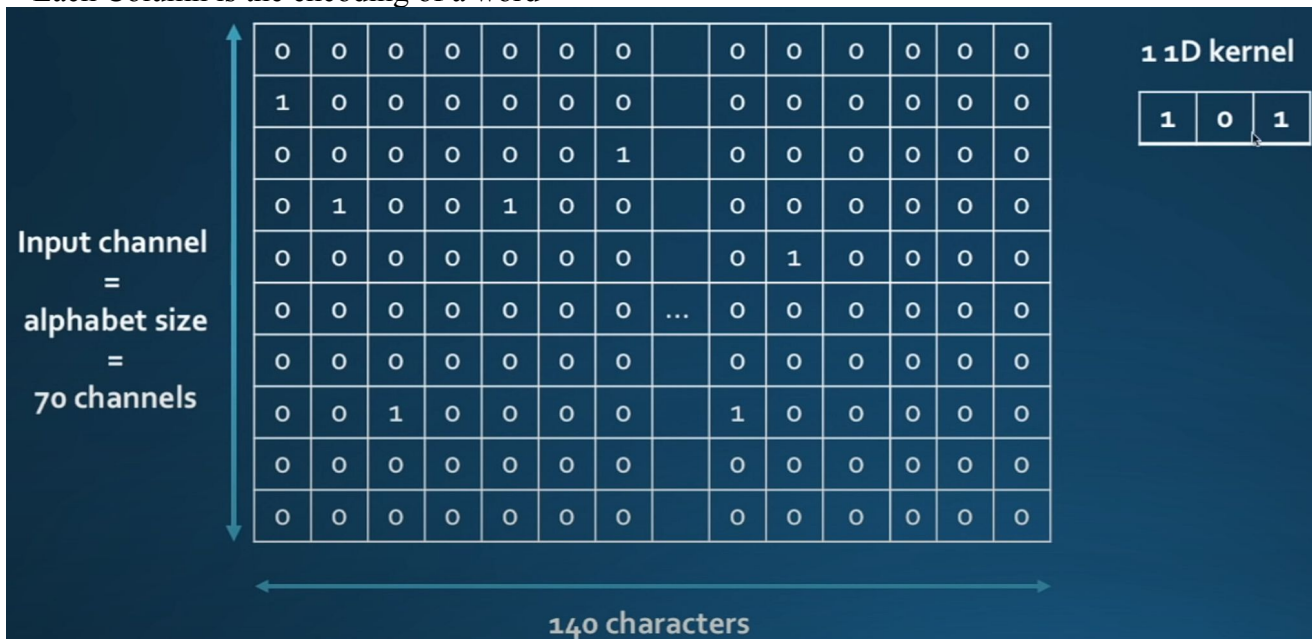 Each Column is the encoding of a word
0 0 0 0 0 0 0 0 0 0 0 0 0
1 0 0 0 0 0 0 0 0 0 0 0 0
0 0 0 0 0 0 1 0 0 0 0 0 0
0 1 0 0 1 0 0 0 0 0 0 0 0
0 0 0 0 0 0 0 0 1 0 0 0 0
0 0 0 0 0 0 0 ... 0 0 0 0 0 0
0 0 0 0 0 0 0 0 0 0 0 0 0
0 0 1 0 0 0 0 1 0 0 0 0 0
0 0 0 0 0 0 0 0 0 0 0 0 0
0 0 0 0 0 0 0 0 0 0 0 0 0
Input channel
=
alphabet size
=
70 channels
140 characters
1 1D kernel
1 0 1